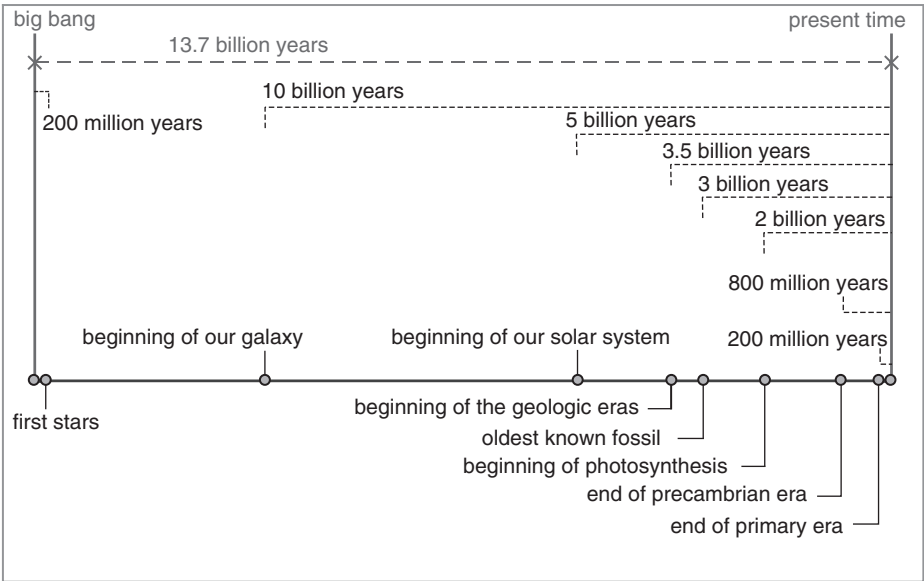 big bang
present time
13.7 billion years
10 billion years
200 million years
5 billion years
3.5 billion years
3 billion years
2 billion years
800 million years
beginning of our galaxy
beginning of our solar system
200 million years
first stars
beginning of the geologic eras
oldest known fossil
beginning of photosynthesis
end of precambrian era
end of primary era